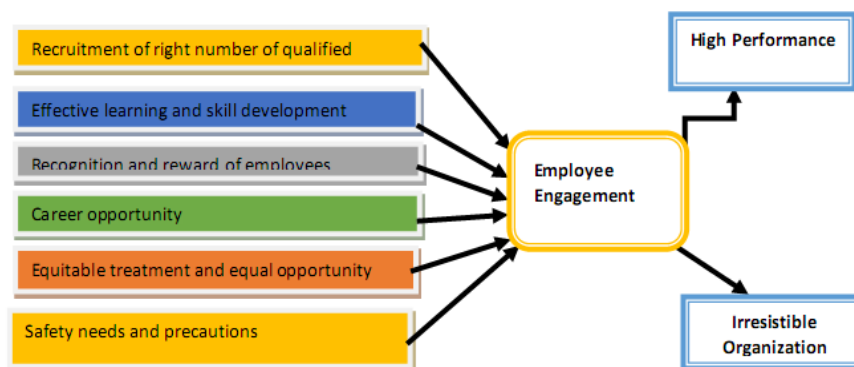 Recruitment of right number of qualified
Effective learning and skill development
Recognition and reward of employees
Career opportunity
Equitable treatment and equal opportunity
Safety needs and precautions
Employee
Engagement
High Performance
Irresistible
Organization